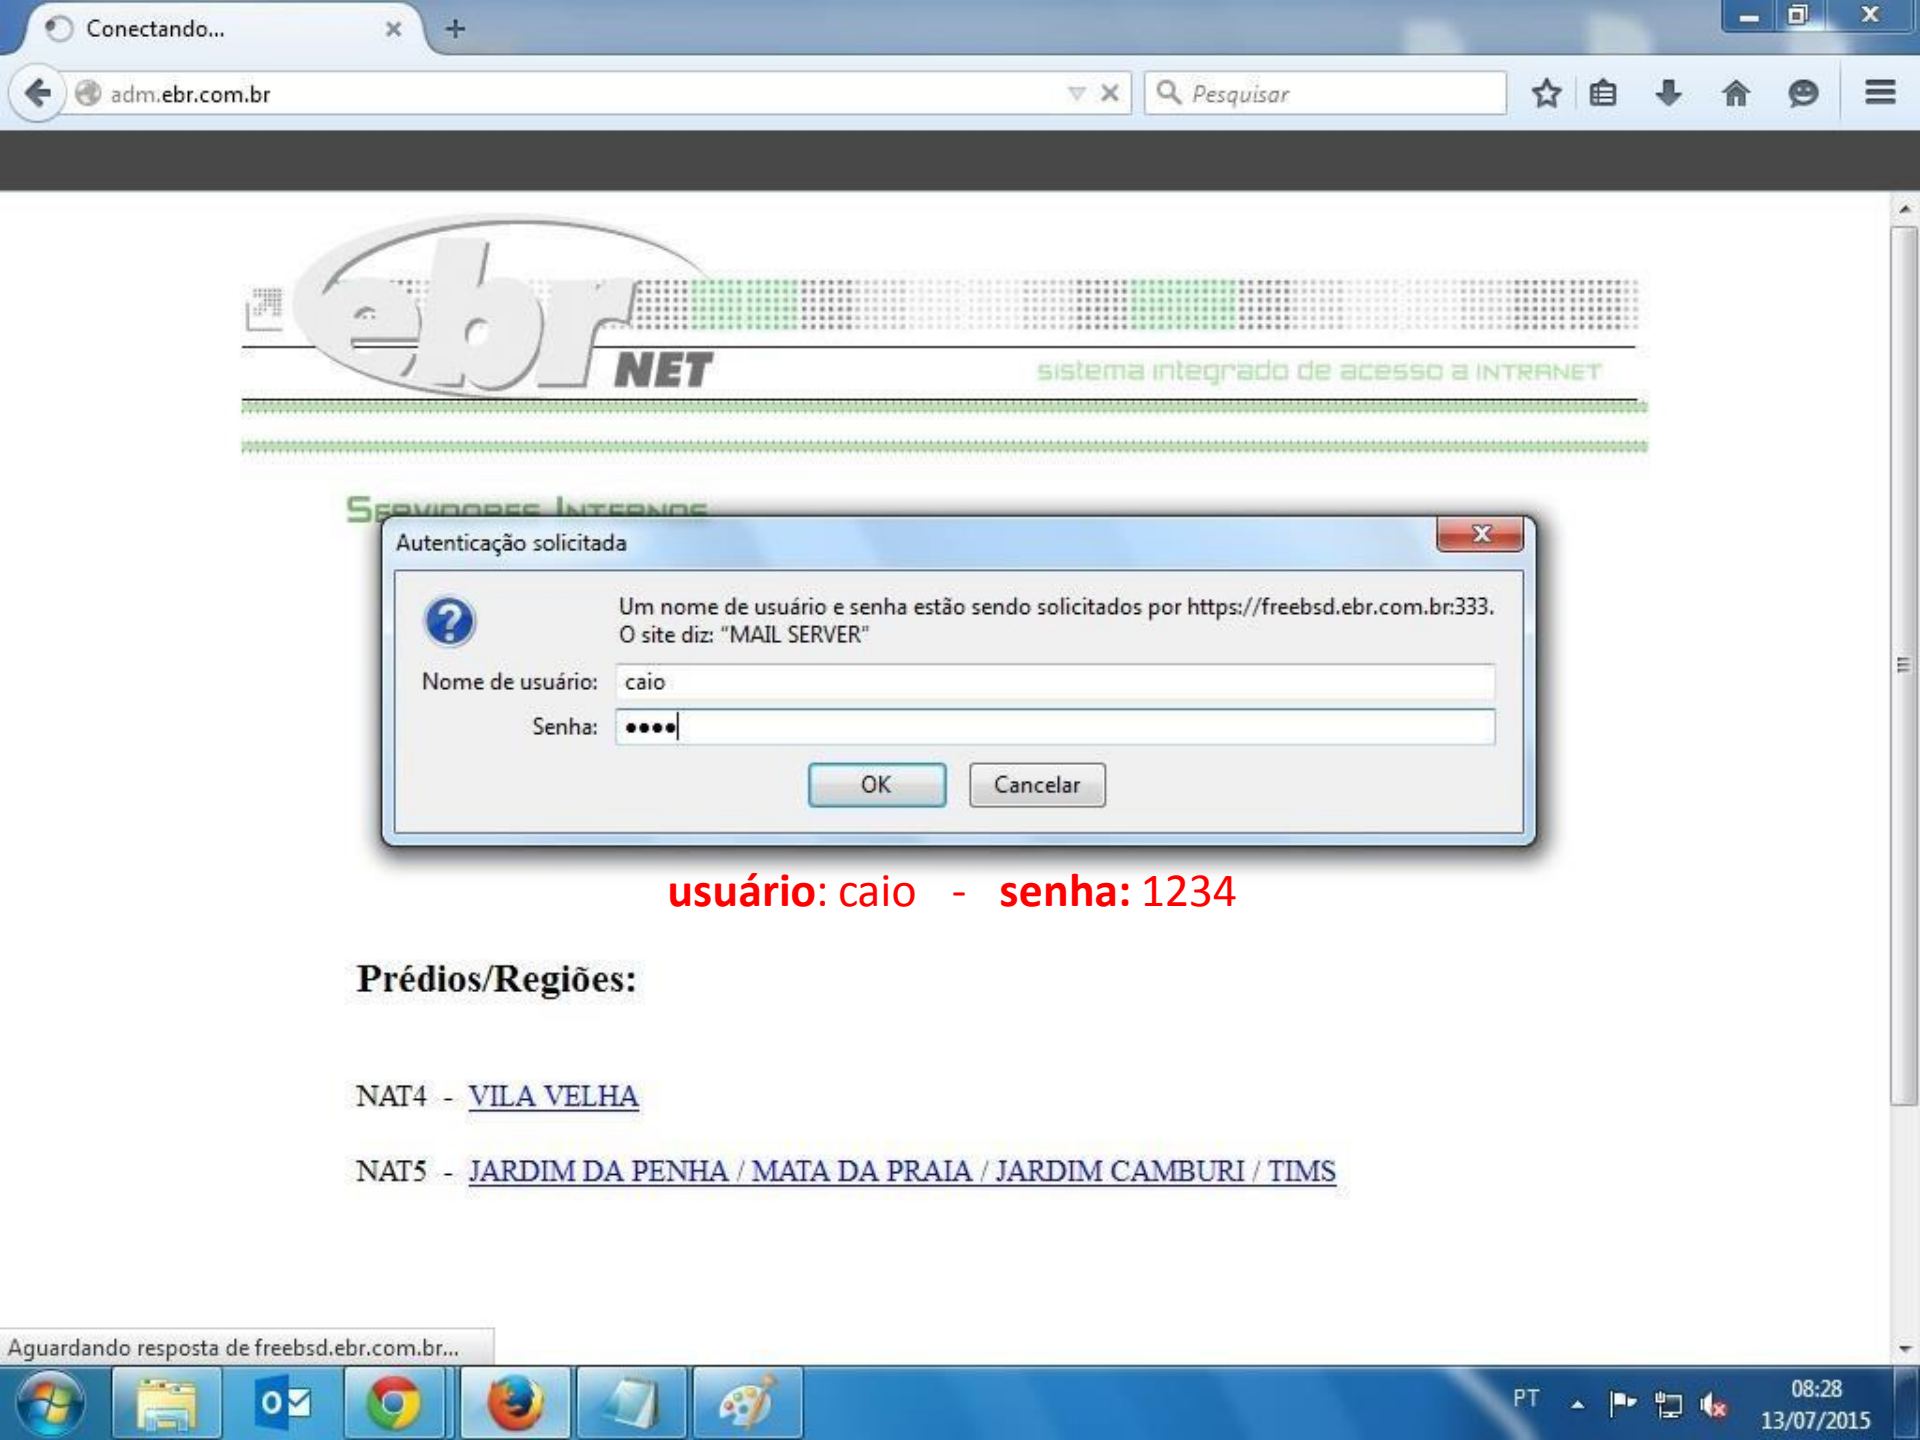 Conectando...
adm.ebr.com.br
Pesquisar
ebr
NET
sistema integrado de acesso a INTRANET
Servidores Internos
Autenticação solicitada
Um nome de usuário e senha estão sendo solicitados por https://freebsd.ebr.com.br:333.
O site diz: “MAIL SERVER”
Nome de usuário: caio
Senha: ●●●●
OK Cancelar
usuário: caio - senha: 1234
Prédios/Regiões:
NAT4 - VILA VELHA
NAT5 - JARDIM DA PENHA / MATA DA PRAIA / JARDIM CAMBURI / TIMS
Aguardando resposta de freebsd.ebr.com.br...
PT
08:28
13/07/2015